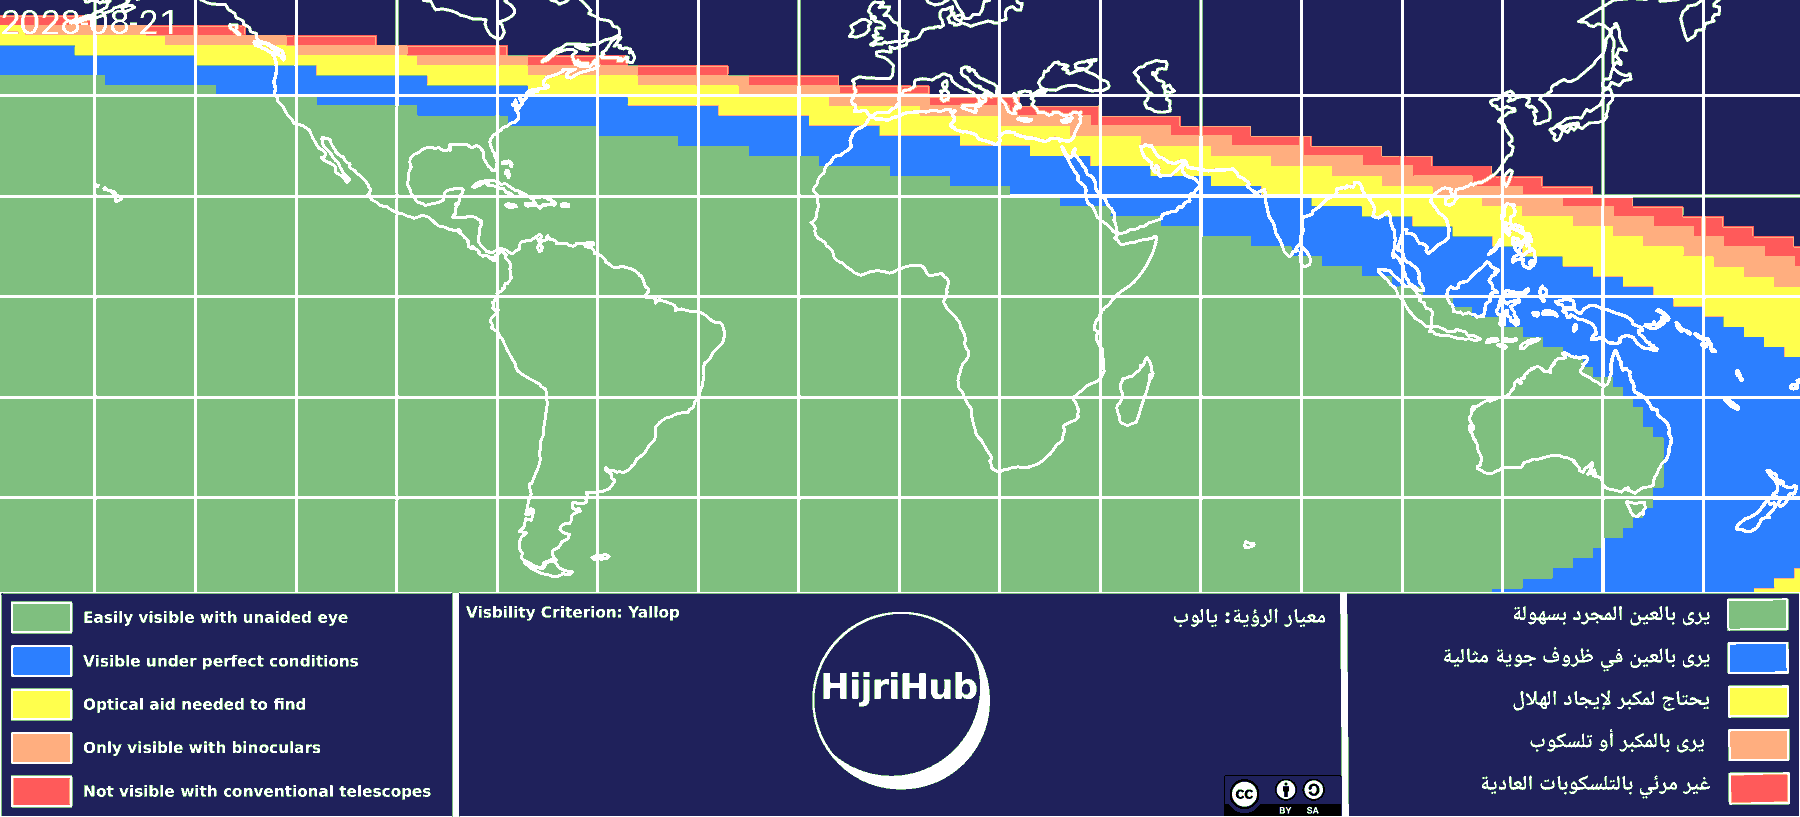 2028-08-21
Easily visible with unaided eye
Visible under perfect conditions
Optical aid needed to find
Only visible with binoculars
Not visible with conventional telescopes
Visbility Criterion: Yallop
معيار الرؤية: يالوب
HijriHub
cc
BY SA
يرى بالعين المجرد بسهولة
يرى بالعين في ظروف جوية مثالية
يحتاج لمكبر لإيجاد الهلال
يرى بالمكبر أو تلسكوب
غير مرئي بالتلسكوبات العادية